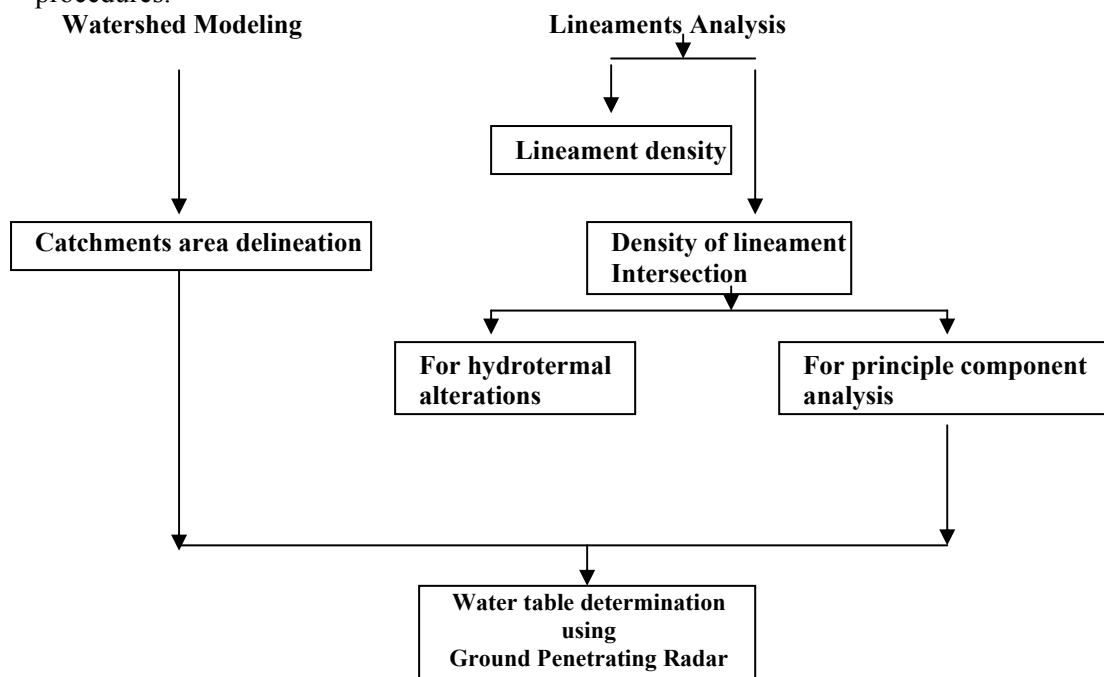 procedures.
Watershed Modeling
Lineaments Analysis
Lineament density
Catchments area delineation
Density of lineament
Intersection
For hydrotermal
alterations
For principle component
analysis
Water table determination
using
Ground Penetrating Radar